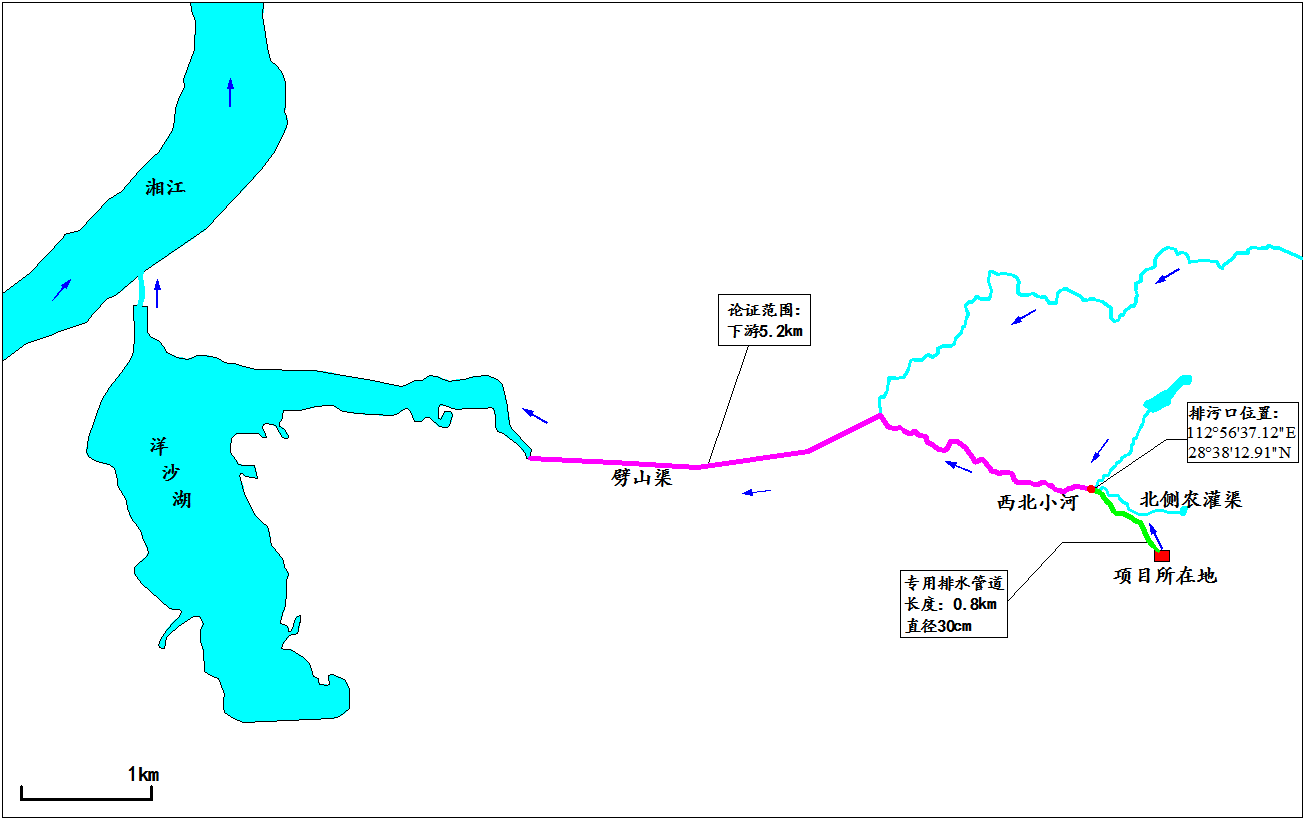 湘江
论证范围：
下游5.2km
排污口位置：
112°56'37.12"E
28°38'12.91"N
洋
沙
湖
劈山渠
西北小河
北侧农灌渠
项目所在地
专用排水管道
长度：0.8km
直径30cm
1km